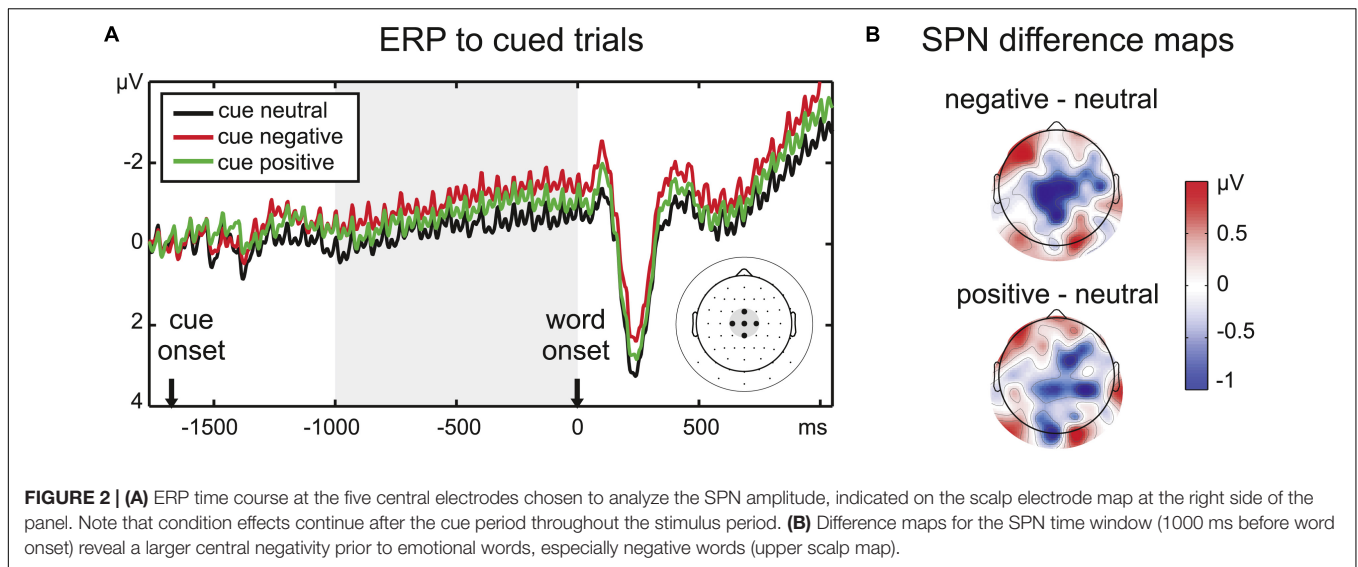 A
ERP to cued trials
µV
cue neutral
cue negative
cue positive
-2
0
2
4
cue
onset
word
onset
-1500
-1000
-500
0
500
ms
B
SPN difference maps
negative - neutral
positive - neutral
µV
0.5
0
-0.5
-1
FIGURE 2 | (A) ERP time course at the five central electrodes chosen to analyze the SPN amplitude, indicated on the scalp electrode map at the right side of the
panel. Note that condition effects continue after the cue period throughout the stimulus period. (B) Difference maps for the SPN time window (1000 ms before word
onset) reveal a larger central negativity prior to emotional words, especially negative words (upper scalp map).